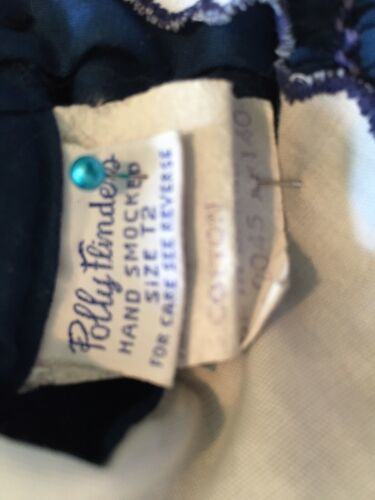 Polly Flinders
HAND SMOCKED
SIZE T2
FOR CARE SEE REVERSE
COTTON